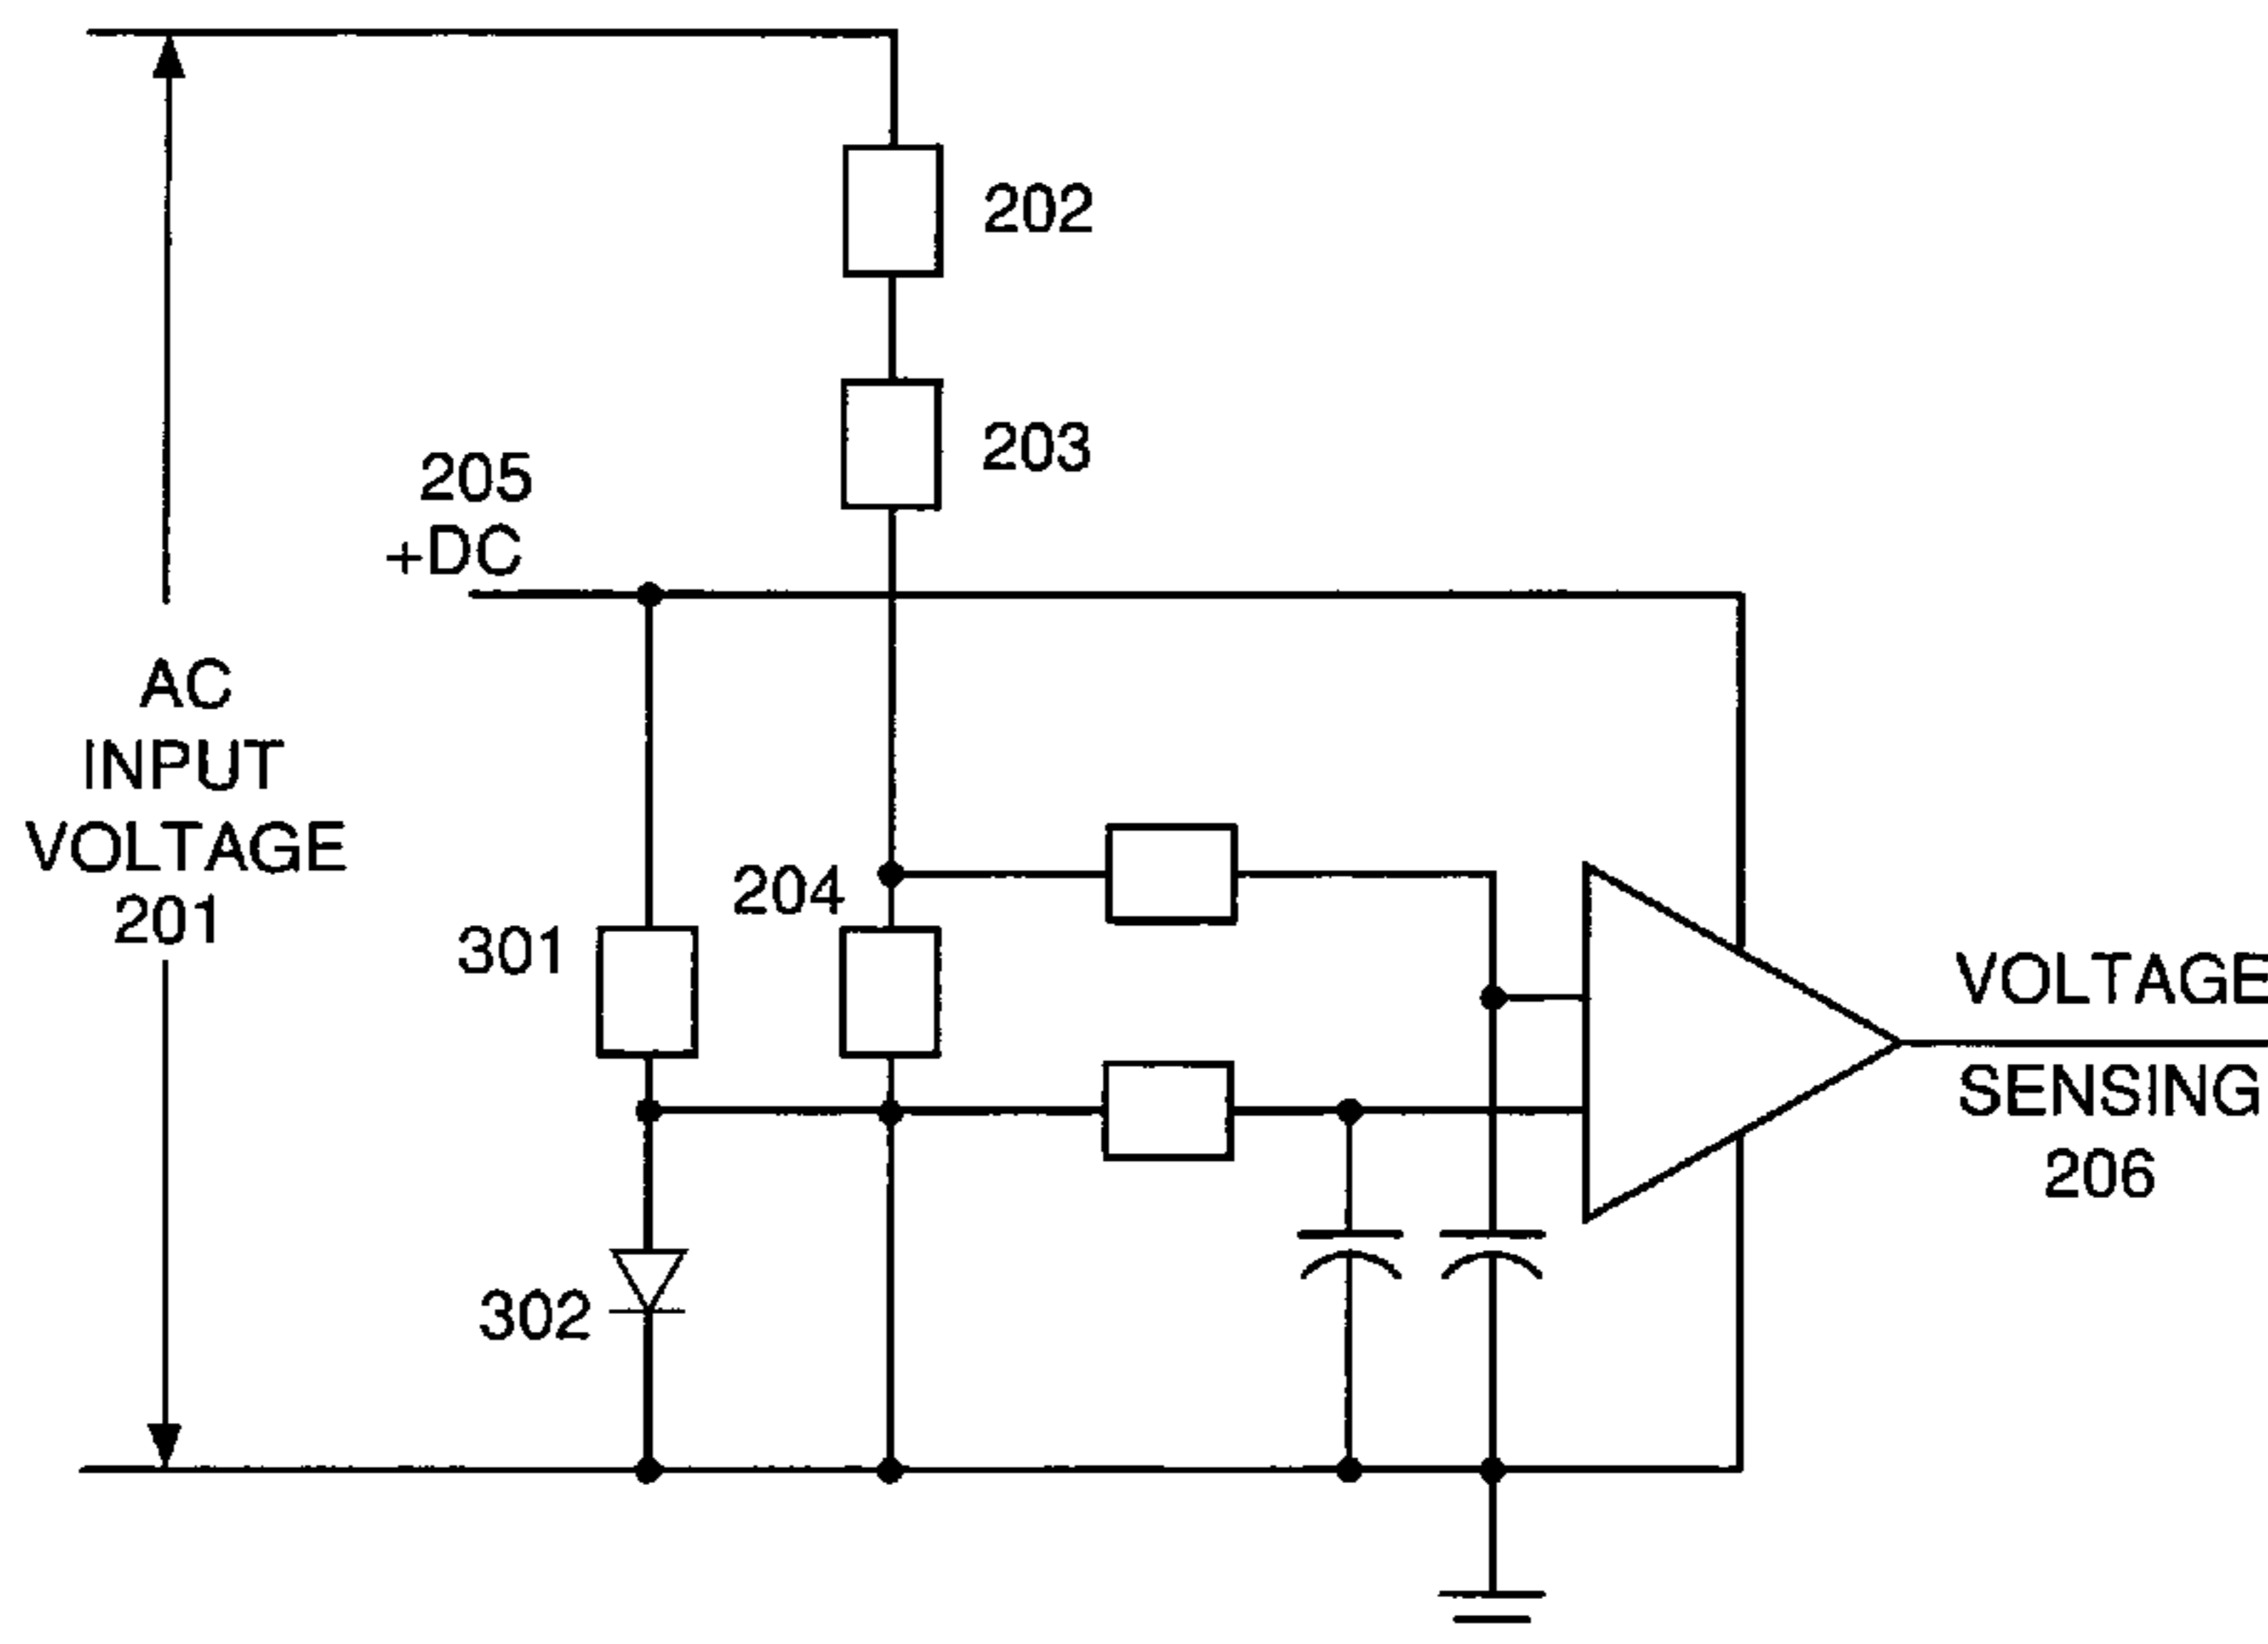 202
203
205
+DC
AC
INPUT
VOLTAGE
201
204
301
302
VOLTAGE
SENSING
206